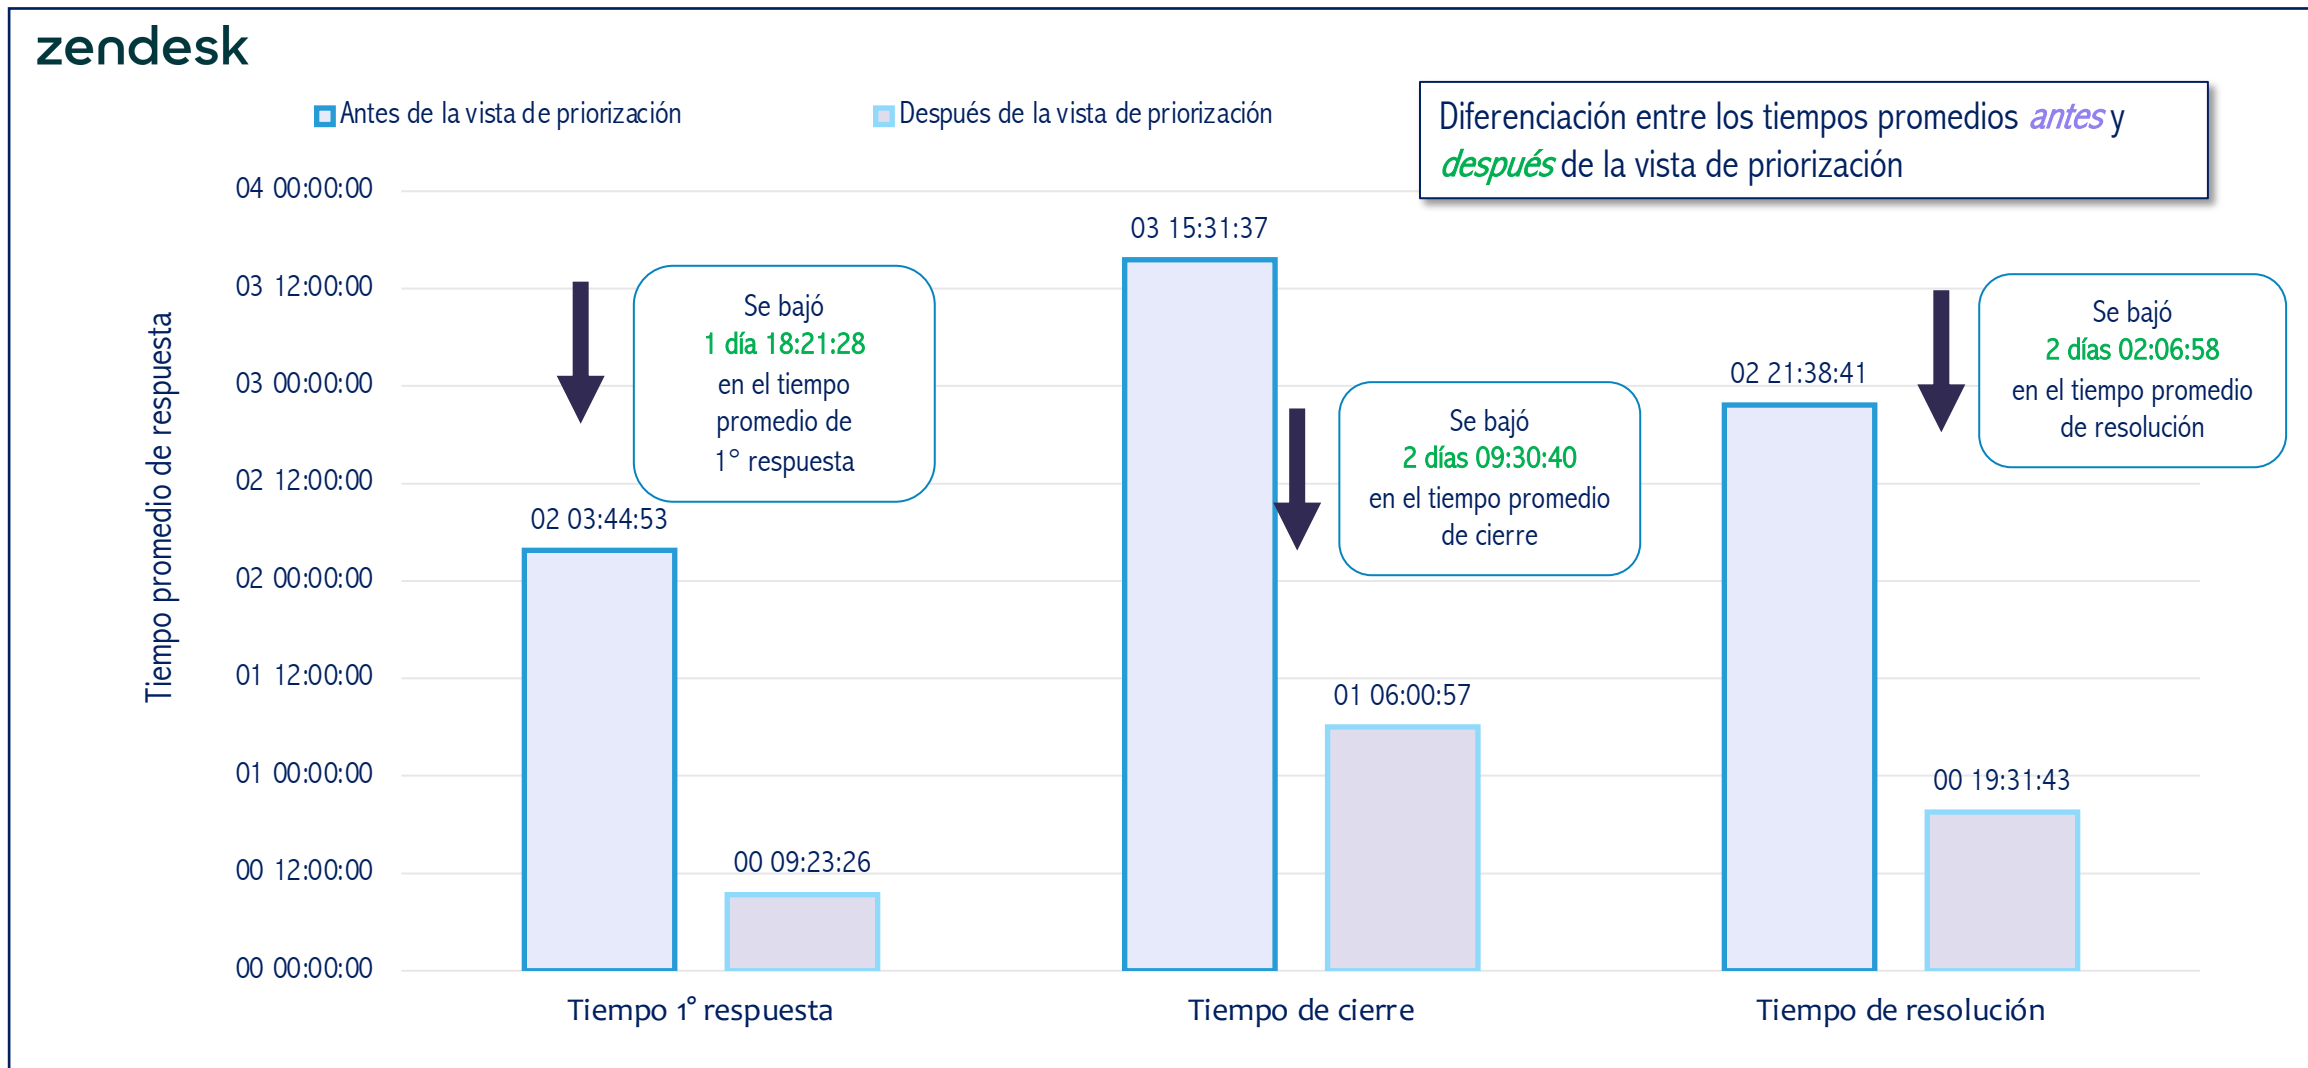 zendesk
Antes de la vista de priorización
Después de la vista de priorización
Diferenciación entre los tiempos promedios antes y
después de la vista de priorización
Tiempo promedio de respuesta
04 00:00:00
03 12:00:00
03 00:00:00
02 12:00:00
02 00:00:00
01 12:00:00
01 00:00:00
00 12:00:00
00 00:00:00
02 03:44:53
00 09:23:26
Se bajó
1 día 18:21:28
en el tiempo
promedio de
1° respuesta
03 15:31:37
01 06:00:57
Se bajó
2 días 09:30:40
en el tiempo promedio
de cierre
02 21:38:41
00 19:31:43
Se bajó
2 días 02:06:58
en el tiempo promedio
de resolución
Tiempo 1° respuesta
Tiempo de cierre
Tiempo de resolución